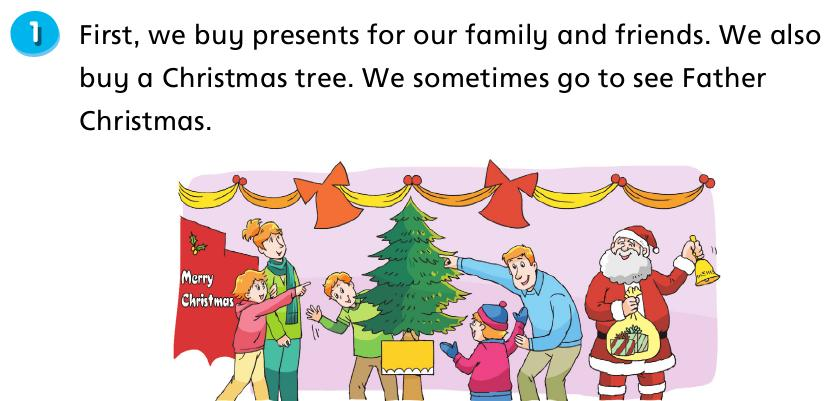 1 First, we buy presents for our family and friends. We also
buy a Christmas tree. We sometimes go to see Father
Christmas.
Merry
Christmas